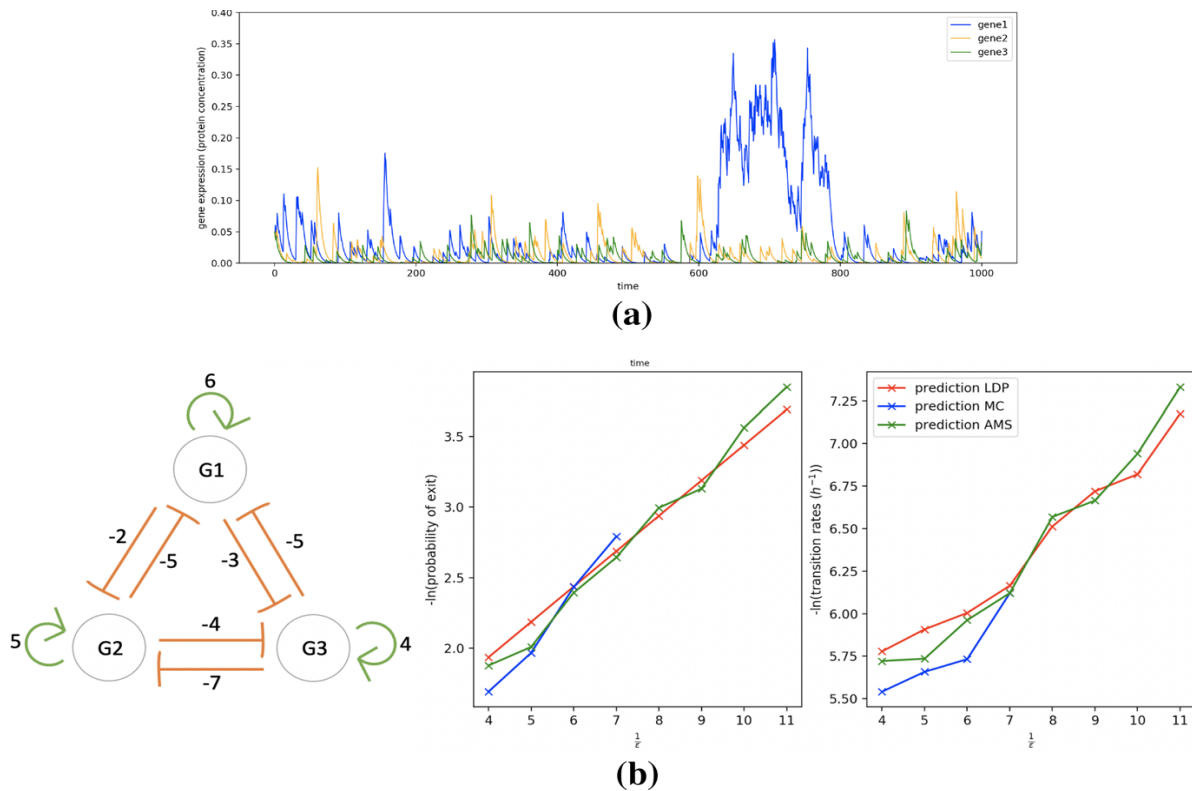 0.40
0.35
0.30
0.25
0.20
0.15
0.10
0.05
0.00
gene expression (protein concentration)
gene1
gene2
gene3
0 200 400 600 800 1000
time
(a)
6
G1
-2
-5
-3
-5
5
G2
-4
-7
G3
4
time
3.5
3.0
2.5
2.0
-ln(probability of exit)
4 5 6 7 8 9 10 11
1/ε
prediction LDP
prediction MC
prediction AMS
7.25
7.00
6.75
6.50
6.25
6.00
5.75
5.50
-ln(transition rates (h⁻¹))
4 5 6 7 8 9 10 11
1/ε
(b)